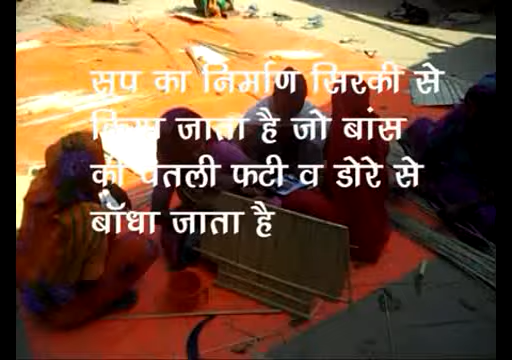 सूप का निर्माण सिरकी से
किया जाता है जो बांस
की पतली फटी व डोरे से
बाँधा जाता है